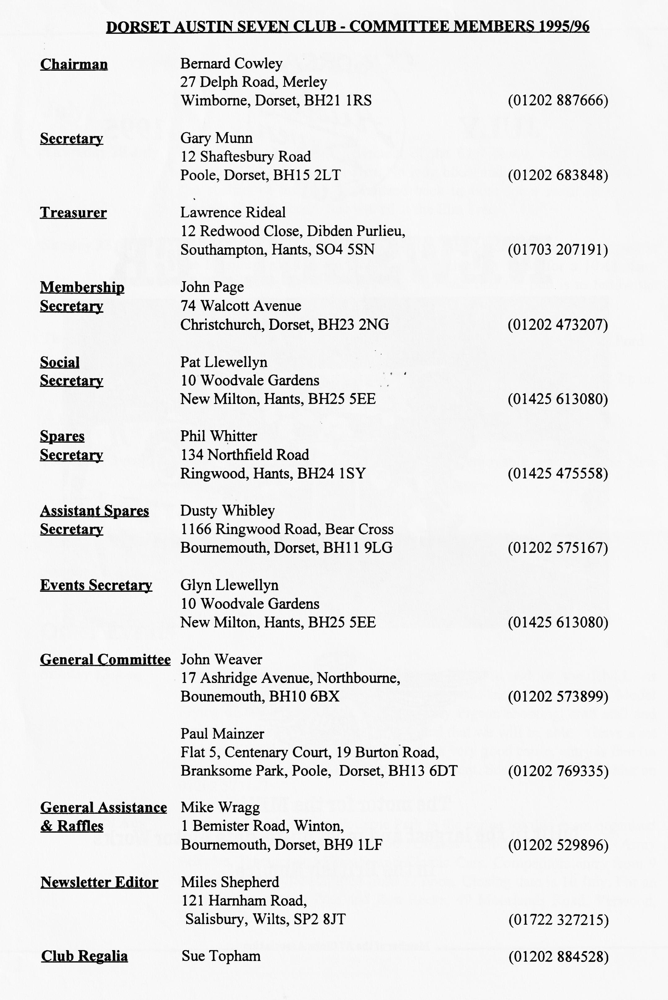 DORSET AUSTIN SEVEN CLUB - COMMITTEE MEMBERS 1995/96
Chairman Bernard Cowley
27 Delph Road, Merley
Wimborne, Dorset, BH21 1RS (01202 887666)
Secretary Gary Munn
12 Shaftesbury Road
Poole, Dorset, BH15 2LT (01202 683848)
Treasurer Lawrence Rideal
12 Redwood Close, Dibden Purlieu,
Southampton, Hants, SO4 5SN (01703 207191)
Membership John Page
Secretary 74 Walcott Avenue
Christchurch, Dorset, BH23 2NG (01202 473207)
Social Pat Llewellyn
Secretary 10 Woodvale Gardens
New Milton, Hants, BH25 5EE (01425 613080)
Spares Phil Whitter
Secretary 134 Northfield Road
Ringwood, Hants, BH24 1SY (01425 475558)
Assistant Spares Dusty Whibley
Secretary 1166 Ringwood Road, Bear Cross
Bournemouth, Dorset, BH11 9LG (01202 575167)
Events Secretary Glyn Llewellyn
10 Woodvale Gardens
New Milton, Hants, BH25 5EE (01425 613080)
General Committee John Weaver
17 Ashridge Avenue, Northbourne,
Bounemouth, BH10 6BX (01202 573899)
Paul Mainzer
Flat 5, Centenary Court, 19 Burton Road,
Branksome Park, Poole, Dorset, BH13 6DT (01202 769335)
General Assistance Mike Wragg
& Raffles 1 Bemister Road, Winton,
Bournemouth, Dorset, BH9 1LF (01202 529896)
Newsletter Editor Miles Shepherd
121 Harnham Road,
Salisbury, Wilts, SP2 8JT (01722 327215)
Club Regalia Sue Topham (01202 884528)